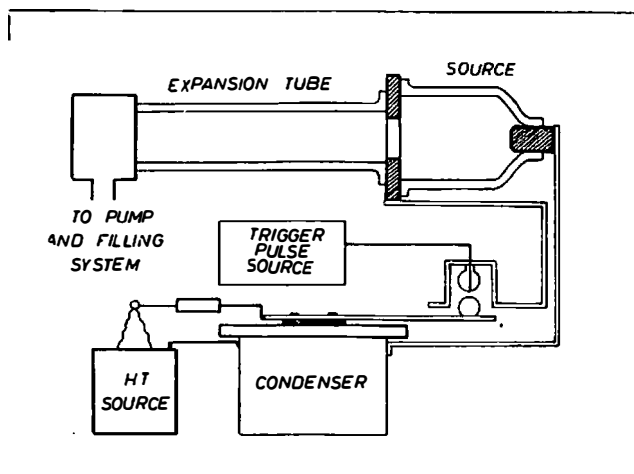 SOURCE
EXPANSION TUBE
TO PUMP
AND FILLING
SYSTEM
TRIGGER
PULSE
SOURCE
HT
SOURCE
CONDENSER